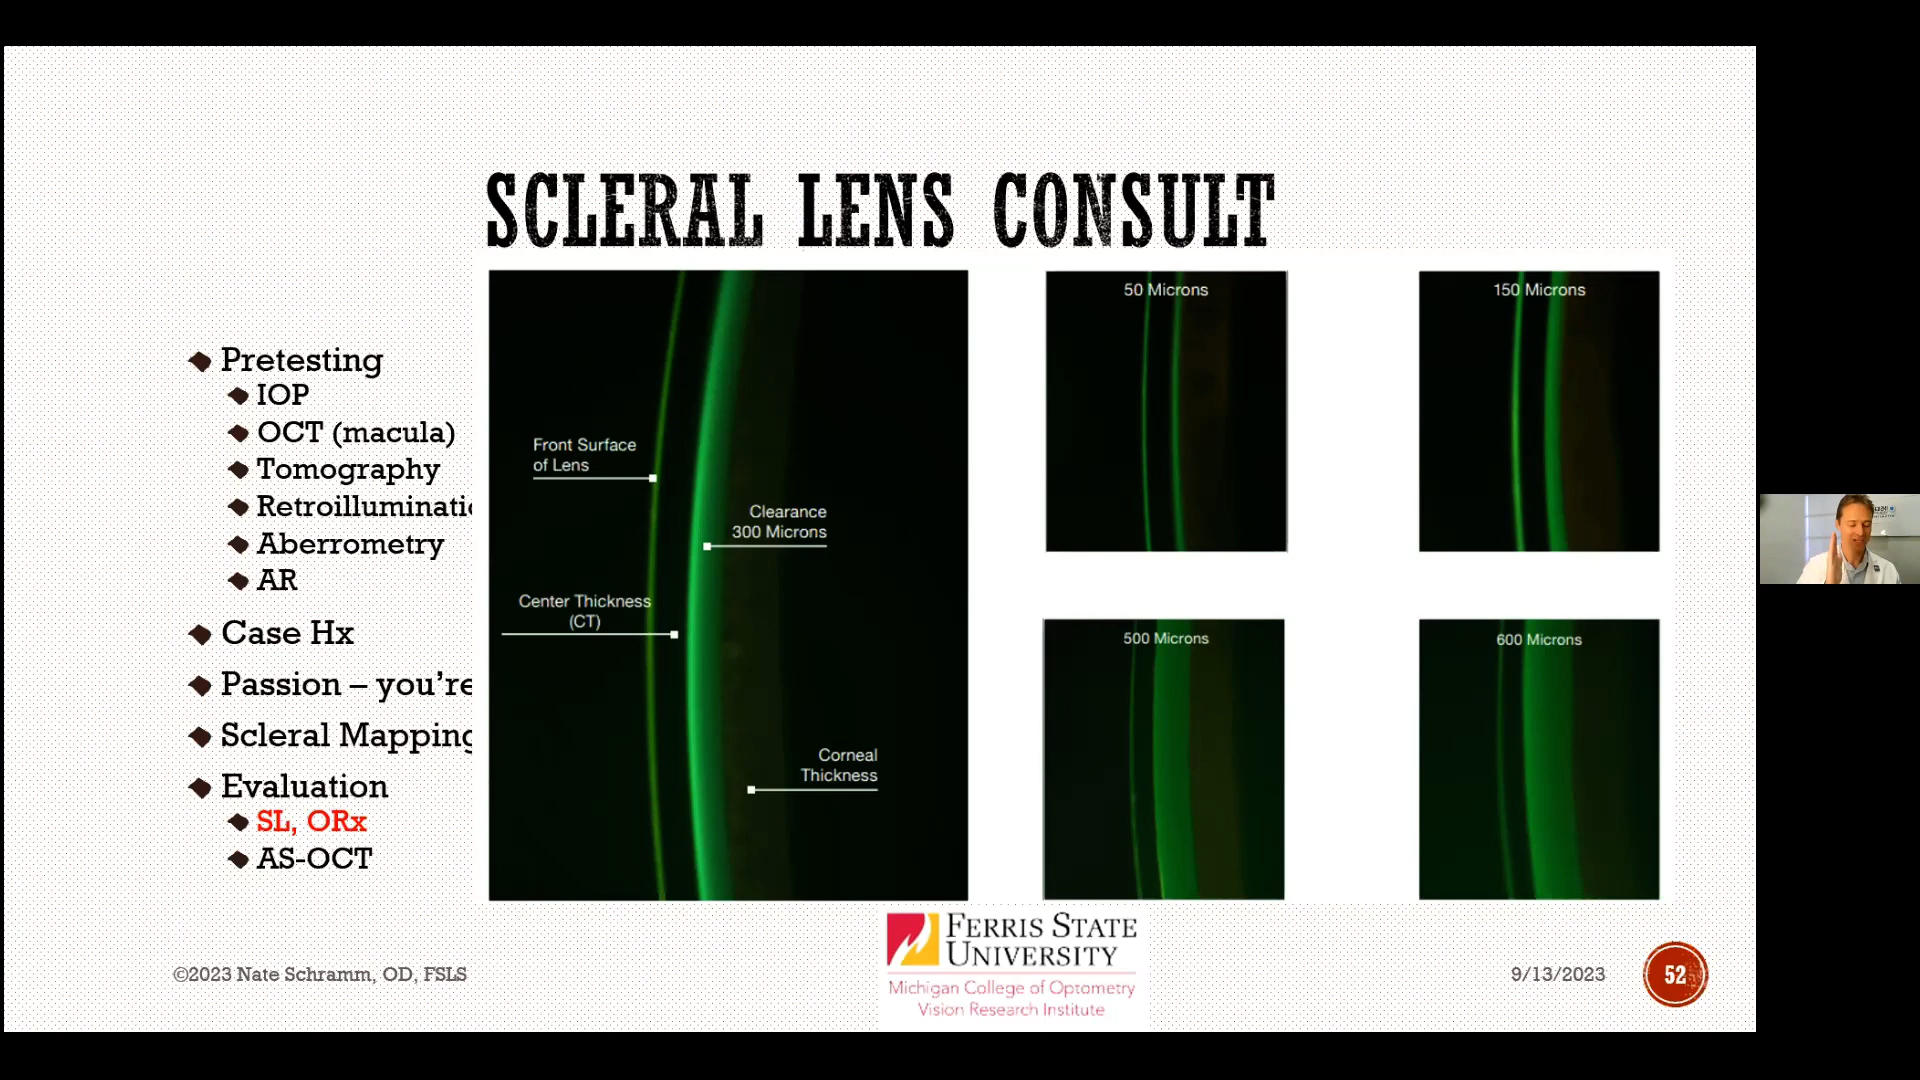 SCLERAL LENS CONSULT
Pretesting
IOP
OCT (macula)
Tomography
Aberrometry
AR
Case Hx
Passion – you're
Scleral Mapping
Evaluation
SL, ORx
AS-OCT
Front Surface
of Lens
Clearance
300 Microns
Center Thickness
(CT)
Corneal
Thickness
50 Microns
150 Microns
500 Microns
600 Microns
©2023 Nate Schramm, OD, FSLS
FERRIS STATE
UNIVERSITY
Michigan College of Optometry
Vision Research Institute
9/13/2023
52